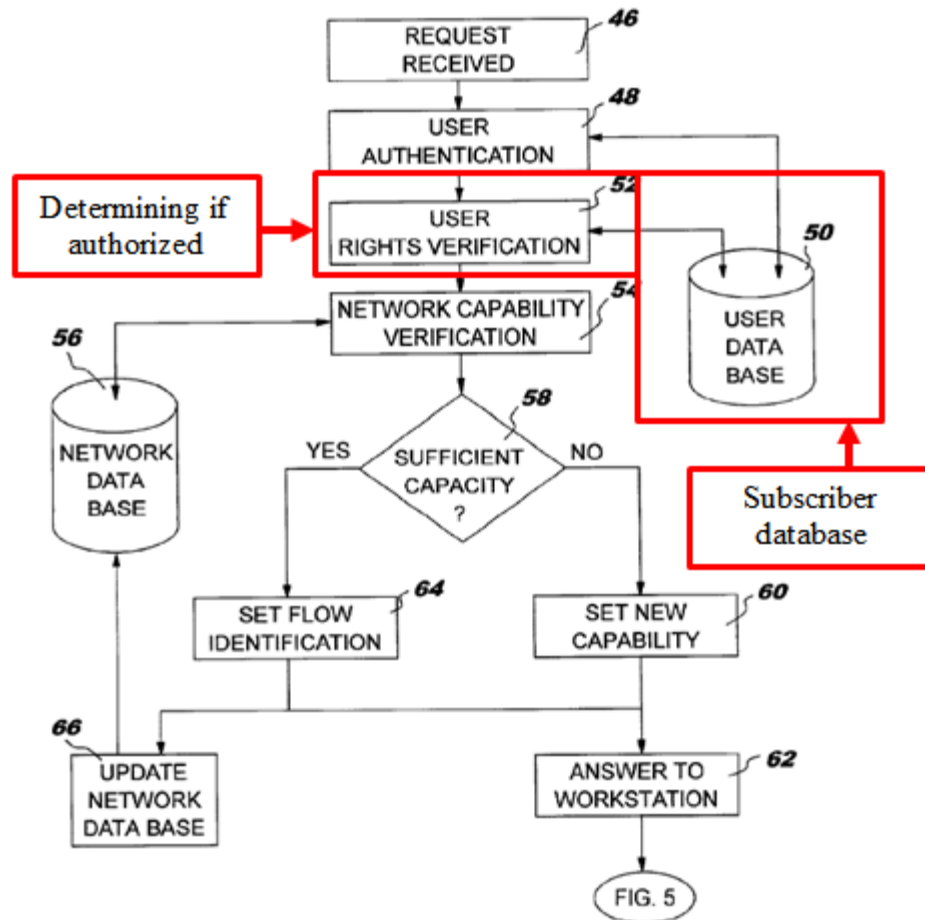 46
REQUEST
RECEIVED
48
USER
AUTHENTICATION
Determining if
authorized
52
USER
RIGHTS VERIFICATION
50
USER
DATA
BASE
54
NETWORK CAPABILITY
VERIFICATION
56
NETWORK
DATA
BASE
58
YES
SUFFICIENT
CAPACITY
?
NO
Subscriber
database
64
SET FLOW
IDENTIFICATION
60
SET NEW
CAPABILITY
66
UPDATE
NETWORK
DATA BASE
62
ANSWER TO
WORKSTATION
FIG. 5